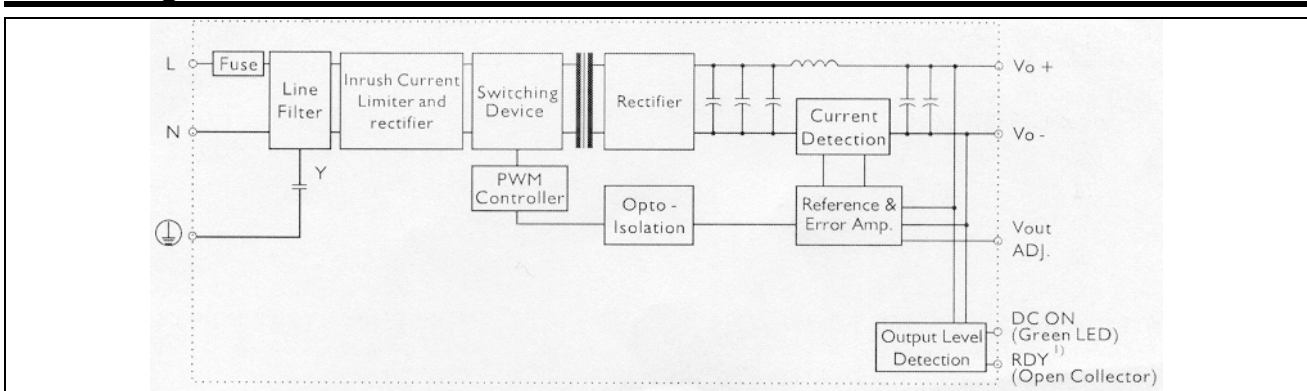 L
Fuse
Line
Filter
Inrush Current
Limiter and
rectifier
Switching
Device
Rectifier
Current
Detection
Vo +
N
Vo -
Y
PWM
Controller
Opto -
Isolation
Reference &
Error Amp.
Vout
ADJ.
Output Level
Detection
DC ON
(Green LED)
RDY 1)
(Open Collector)